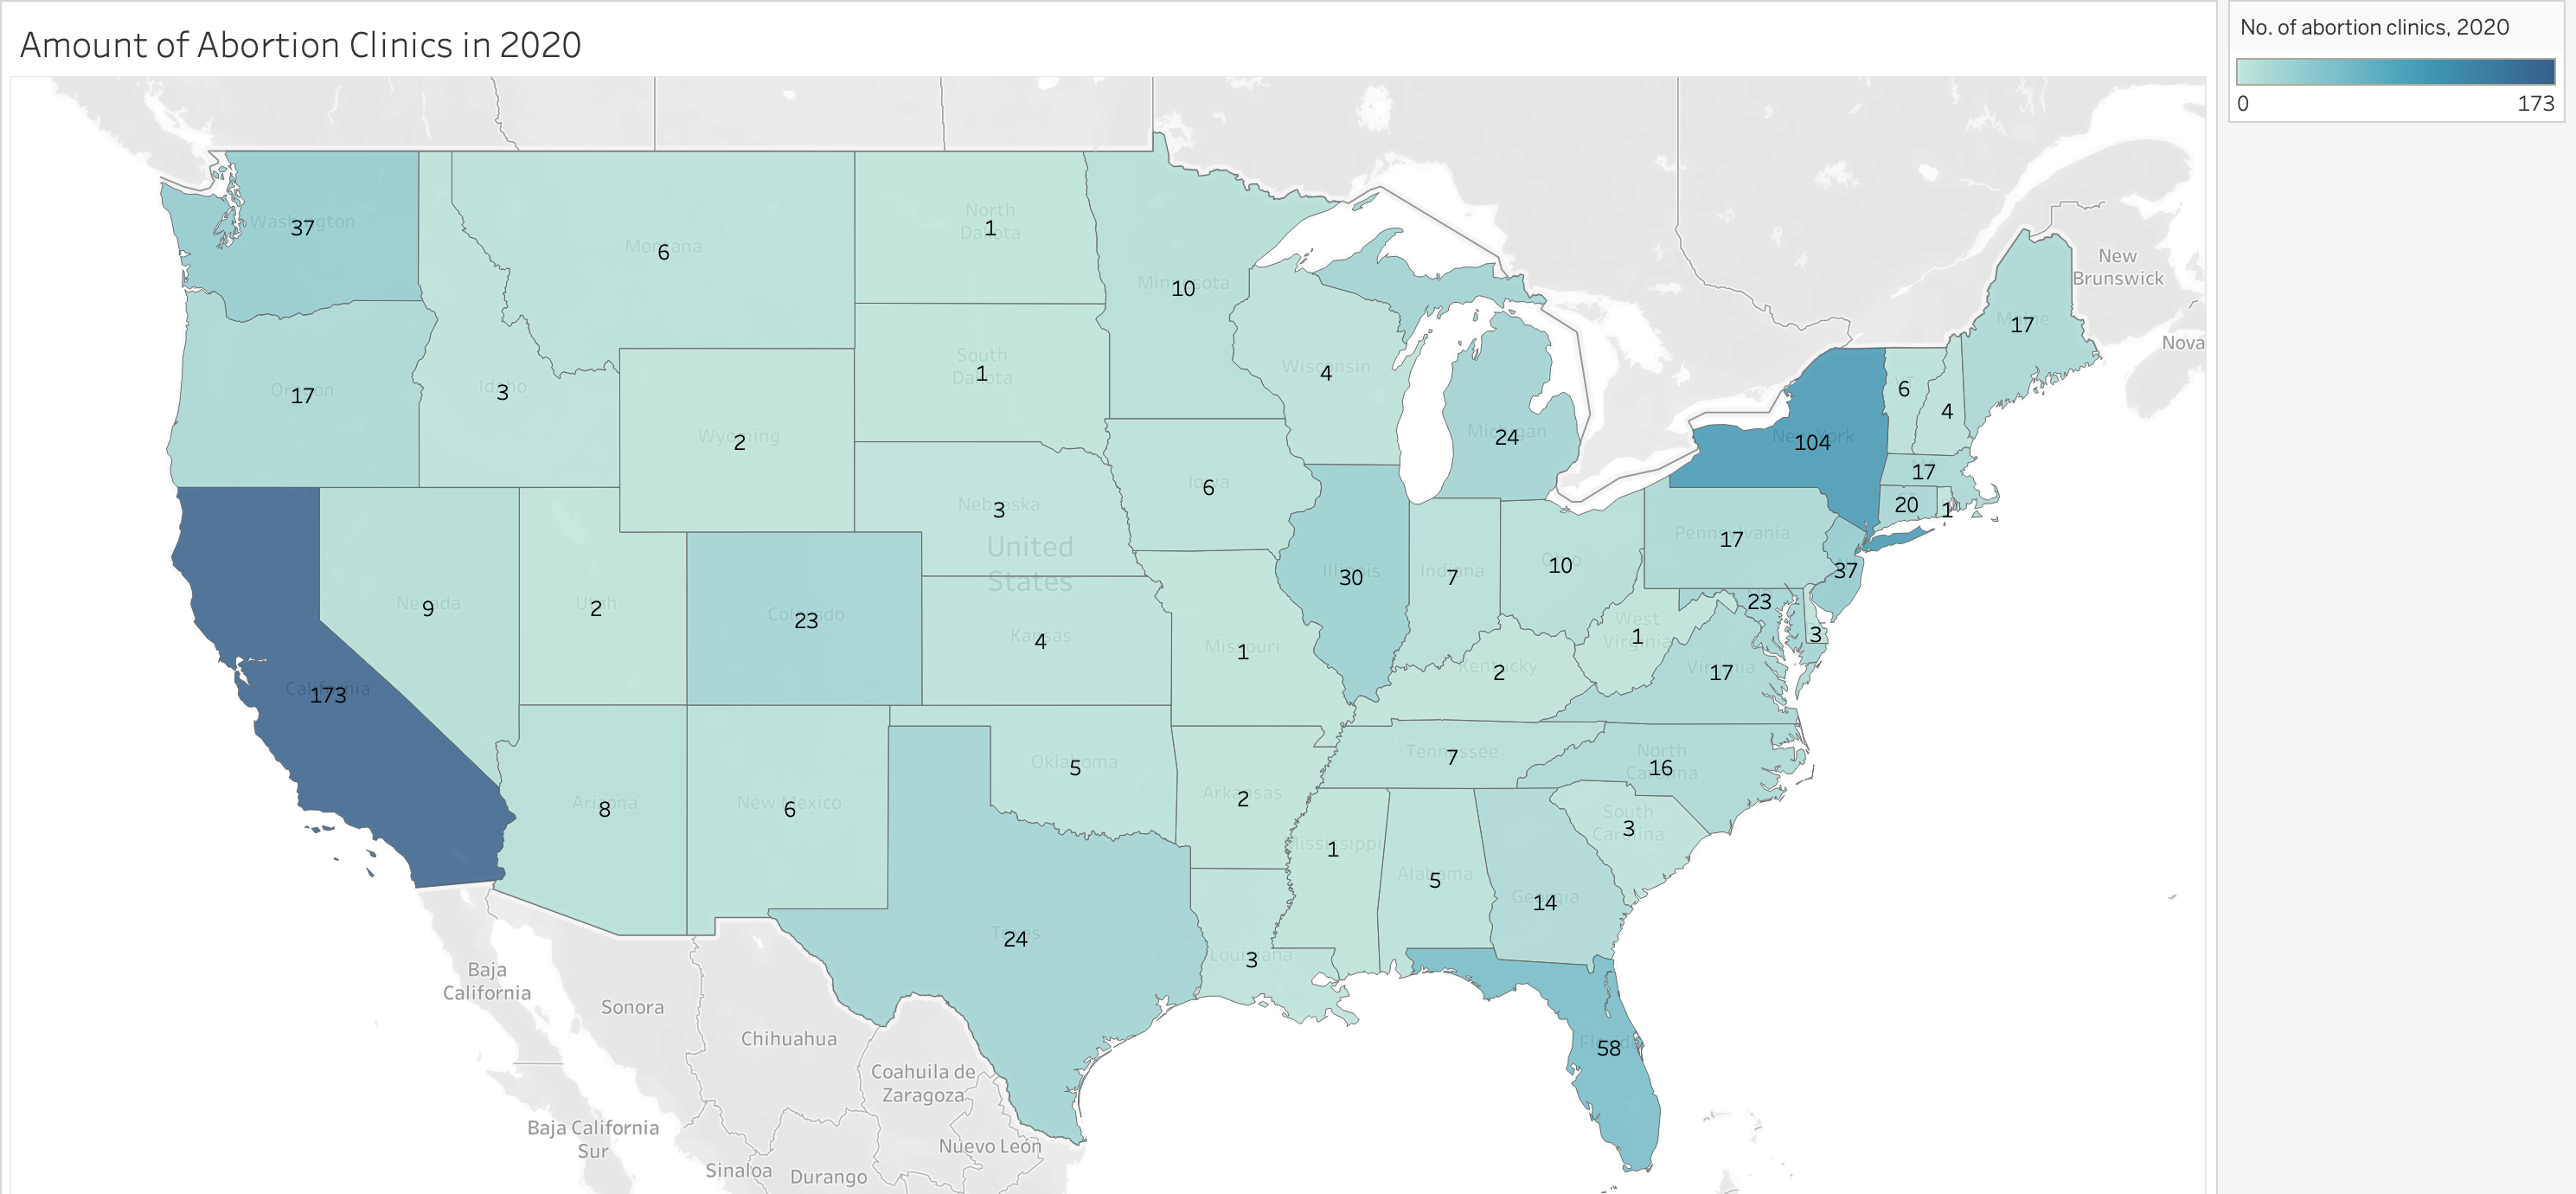 Amount of Abortion Clinics in 2020
No. of abortion clinics, 2020
0
173
Washington
37
Montana
6
North
Dakota
1
Minnesota
10
New
Brunswick
Maine
17
Nova
Oregon
17
Idaho
3
Wyoming
2
South
Dakota
1
Wisconsin
4
Michigan
24
New York
104
6
4
17
20
1
Nebraska
3
Iowa
6
United
States
Illinois
30
Indiana
7
Ohio
10
Pennsylvania
17
37
23
3
Nevada
9
Utah
2
Colorado
23
Kansas
4
Missouri
1
Kentucky
2
West
Virginia
1
Virginia
17
California
173
Arizona
8
New Mexico
6
Oklahoma
5
Arkansas
2
Tennessee
7
North
Carolina
16
South
Carolina
3
Mississippi
1
Alabama
5
Georgia
14
Texas
24
Louisiana
3
Florida
58
Baja
California
Sonora
Chihuahua
Coahuila de
Zaragoza
Baja California
Sur
Nuevo León
Sinaloa
Durango